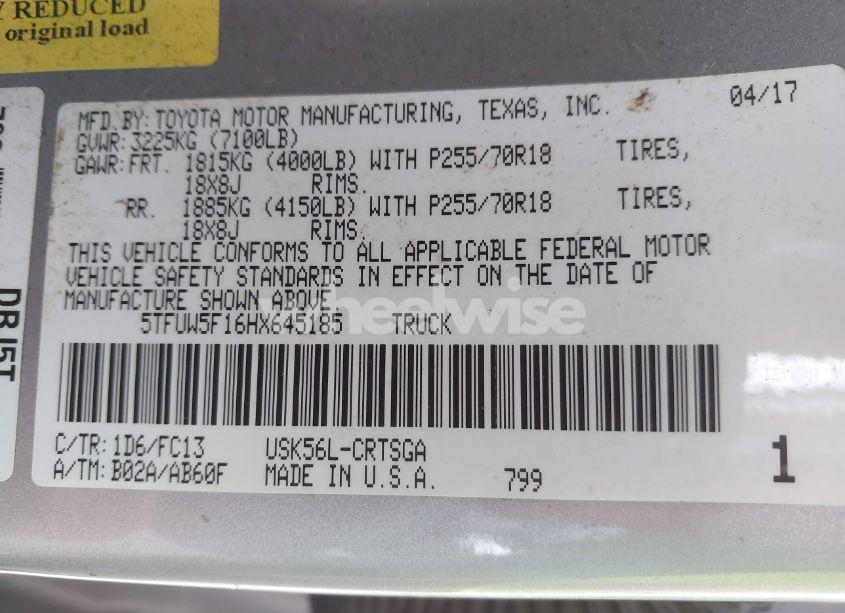 Y REDUCED
original load
MFD. BY: TOYOTA MOTOR MANUFACTURING, TEXAS, INC. 04/17
GVWR: 3225KG (7100LB)
GAWR: FRT. 1815KG (4000LB) WITH P255/70R18 TIRES,
18X8J RIMS.
RR. 1885KG (4150LB) WITH P255/70R18 TIRES,
18X8J RIMS.
THIS VEHICLE CONFORMS TO ALL APPLICABLE FEDERAL MOTOR
VEHICLE SAFETY STANDARDS IN EFFECT ON THE DATE OF
MANUFACTURE SHOWN ABOVE.
5TFUW5F16HX645185 TRUCK
wheelwise
C/TR: 1D6/FC13 USK56L-CRTSGA
A/TM: B02A/AB60F MADE IN U.S.A. 799
1